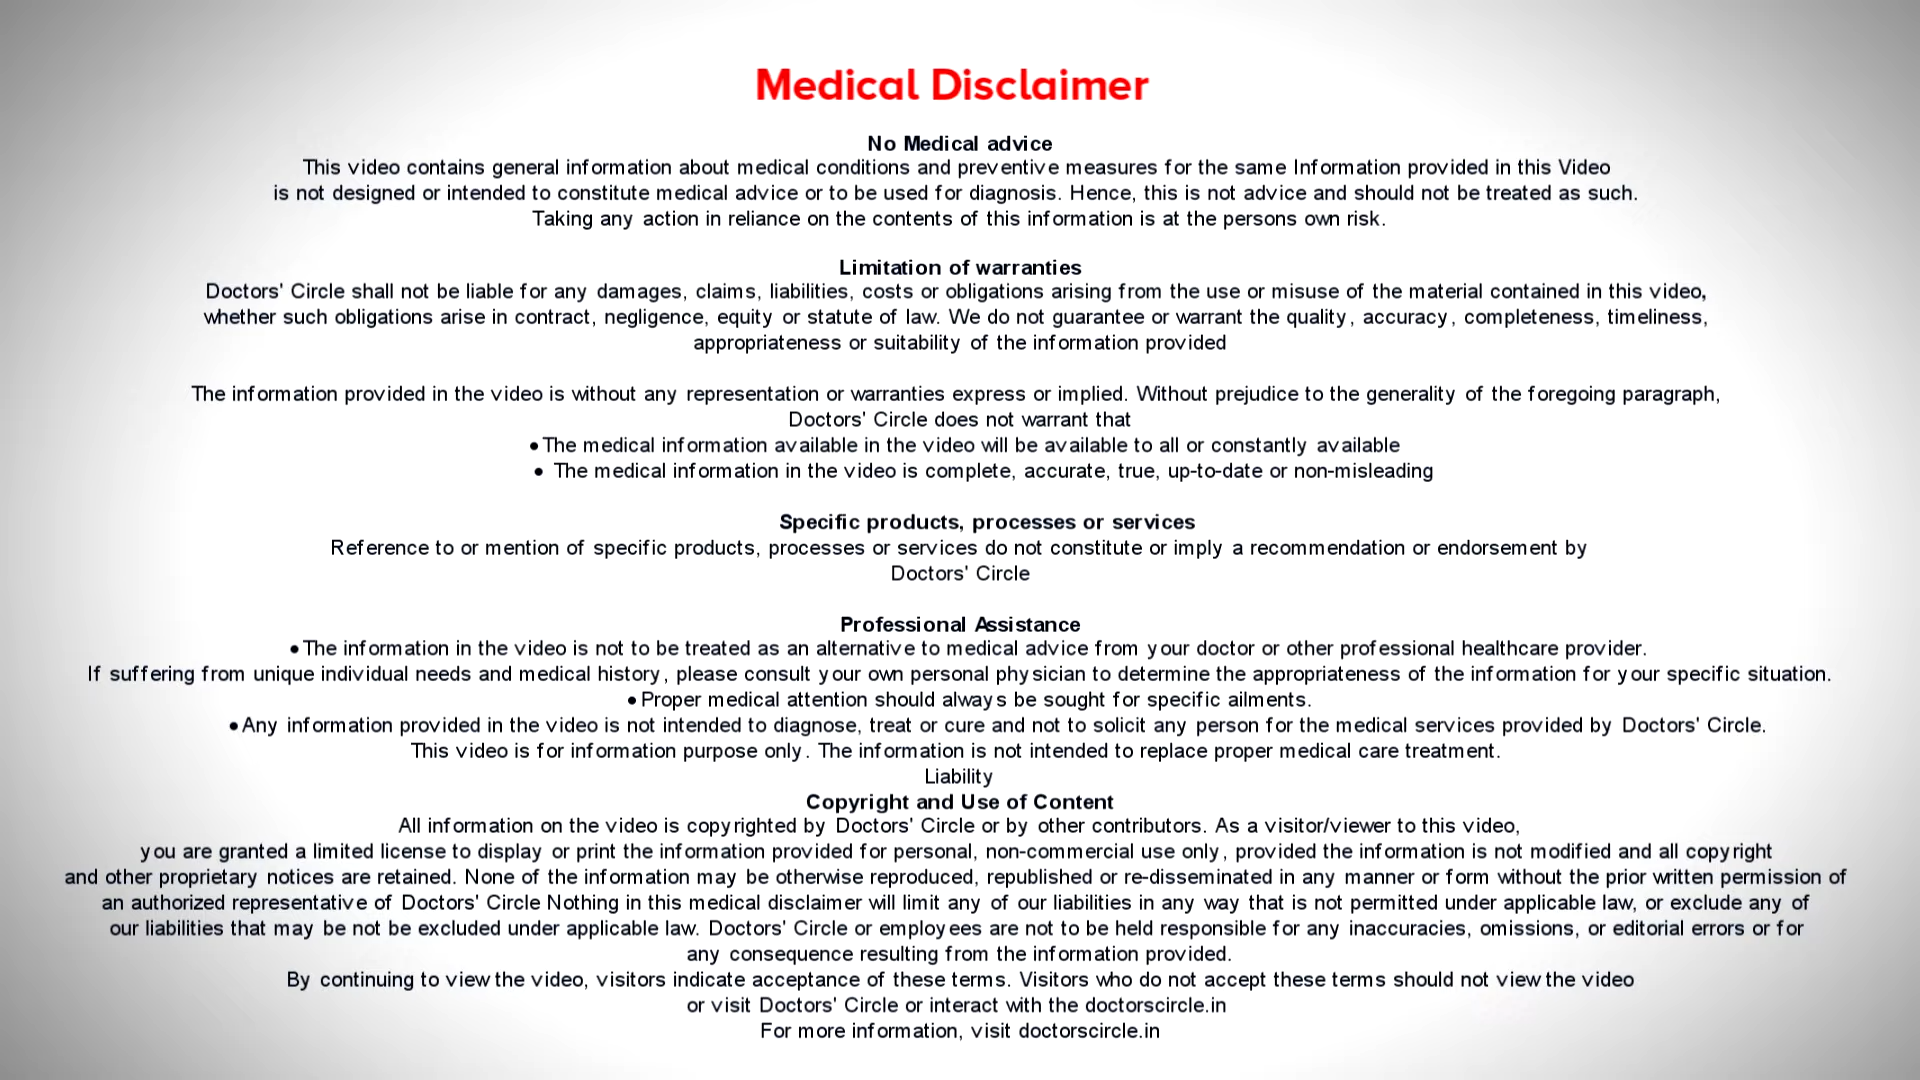 Medical Disclaimer
No Medical advice
This video contains general information about medical conditions and preventive measures for the same Information provided in this Video
is not designed or intended to constitute medical advice or to be used for diagnosis. Hence, this is not advice and should not be treated as such.
Taking any action in reliance on the contents of this information is at the persons own risk.
Limitation of warranties
Doctors' Circle shall not be liable for any damages, claims, liabilities, costs or obligations arising from the use or misuse of the material contained in this video,
whether such obligations arise in contract, negligence, equity or statute of law. We do not guarantee or warrant the quality, accuracy, completeness, timeliness,
appropriateness or suitability of the information provided
The information provided in the video is without any representation or warranties express or implied. Without prejudice to the generality of the foregoing paragraph,
Doctors' Circle does not warrant that
• The medical information available in the video will be available to all or constantly available
• The medical information in the video is complete, accurate, true, up-to-date or non-misleading
Specific products, processes or services
Reference to or mention of specific products, processes or services do not constitute or imply a recommendation or endorsement by
Doctors' Circle
Professional Assistance
• The information in the video is not to be treated as an alternative to medical advice from your doctor or other professional healthcare provider.
If suffering from unique individual needs and medical history, please consult your own personal physician to determine the appropriateness of the information for your specific situation.
• Proper medical attention should always be sought for specific ailments.
• Any information provided in the video is not intended to diagnose, treat or cure and not to solicit any person for the medical services provided by Doctors' Circle.
This video is for information purpose only. The information is not intended to replace proper medical care treatment.
Liability
Copyright and Use of Content
All information on the video is copyrighted by Doctors' Circle or by other contributors. As a visitor/viewer to this video,
you are granted a limited license to display or print the information provided for personal, non-commercial use only, provided the information is not modified and all copyright
and other proprietary notices are retained. None of the information may be otherwise reproduced, republished or re-disseminated in any manner or form without the prior written permission of
an authorized representative of Doctors' Circle Nothing in this medical disclaimer will limit any of our liabilities in any way that is not permitted under applicable law, or exclude any of
our liabilities that may be not be excluded under applicable law. Doctors' Circle or employees are not to be held responsible for any inaccuracies, omissions, or editorial errors or for
any consequence resulting from the information provided.
By continuing to view the video, visitors indicate acceptance of these terms. Visitors who do not accept these terms should not view the video
or visit Doctors' Circle or interact with the doctorscircle.in
For more information, visit doctorscircle.in